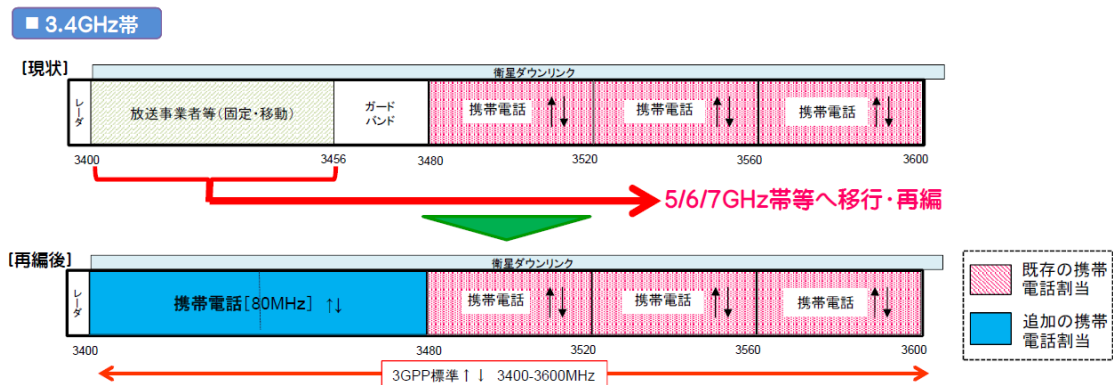 ■ 3.4GHz帯
[現状]
衛星ダウンリンク
レーダ
放送事業者等(固定・移動)
ガード
バンド
携帯電話 ↑↓
携帯電話 ↑↓
携帯電話 ↑↓
3400
3456
3480
3520
3560
3600
5/6/7GHz帯等へ移行・再編
[再編後]
衛星ダウンリンク
レーダ
携帯電話[80MHz] ↑↓
携帯電話 ↑↓
携帯電話 ↑↓
携帯電話 ↑↓
3400
3480
3520
3560
3600
3GPP標準↑↓ 3400-3600MHz
既存の携帯
電話割当
追加の携帯
電話割当